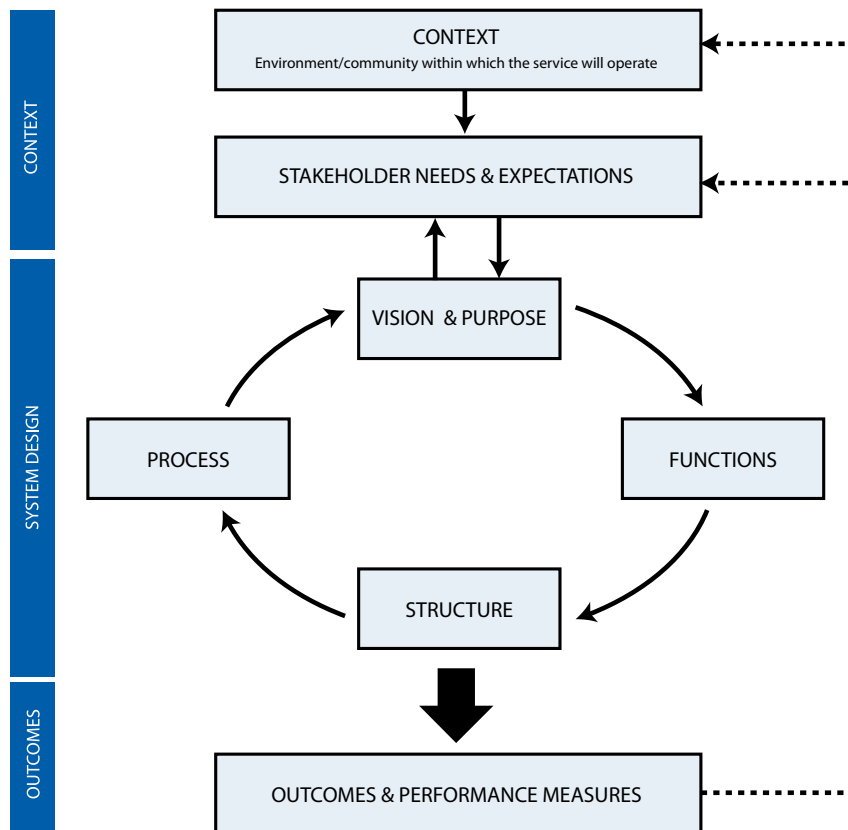 CONTEXT
CONTEXT
Environment/community within which the service will operate
STAKEHOLDER NEEDS & EXPECTATIONS
SYSTEM DESIGN
VISION & PURPOSE
PROCESS
FUNCTIONS
STRUCTURE
OUTCOMES
OUTCOMES & PERFORMANCE MEASURES